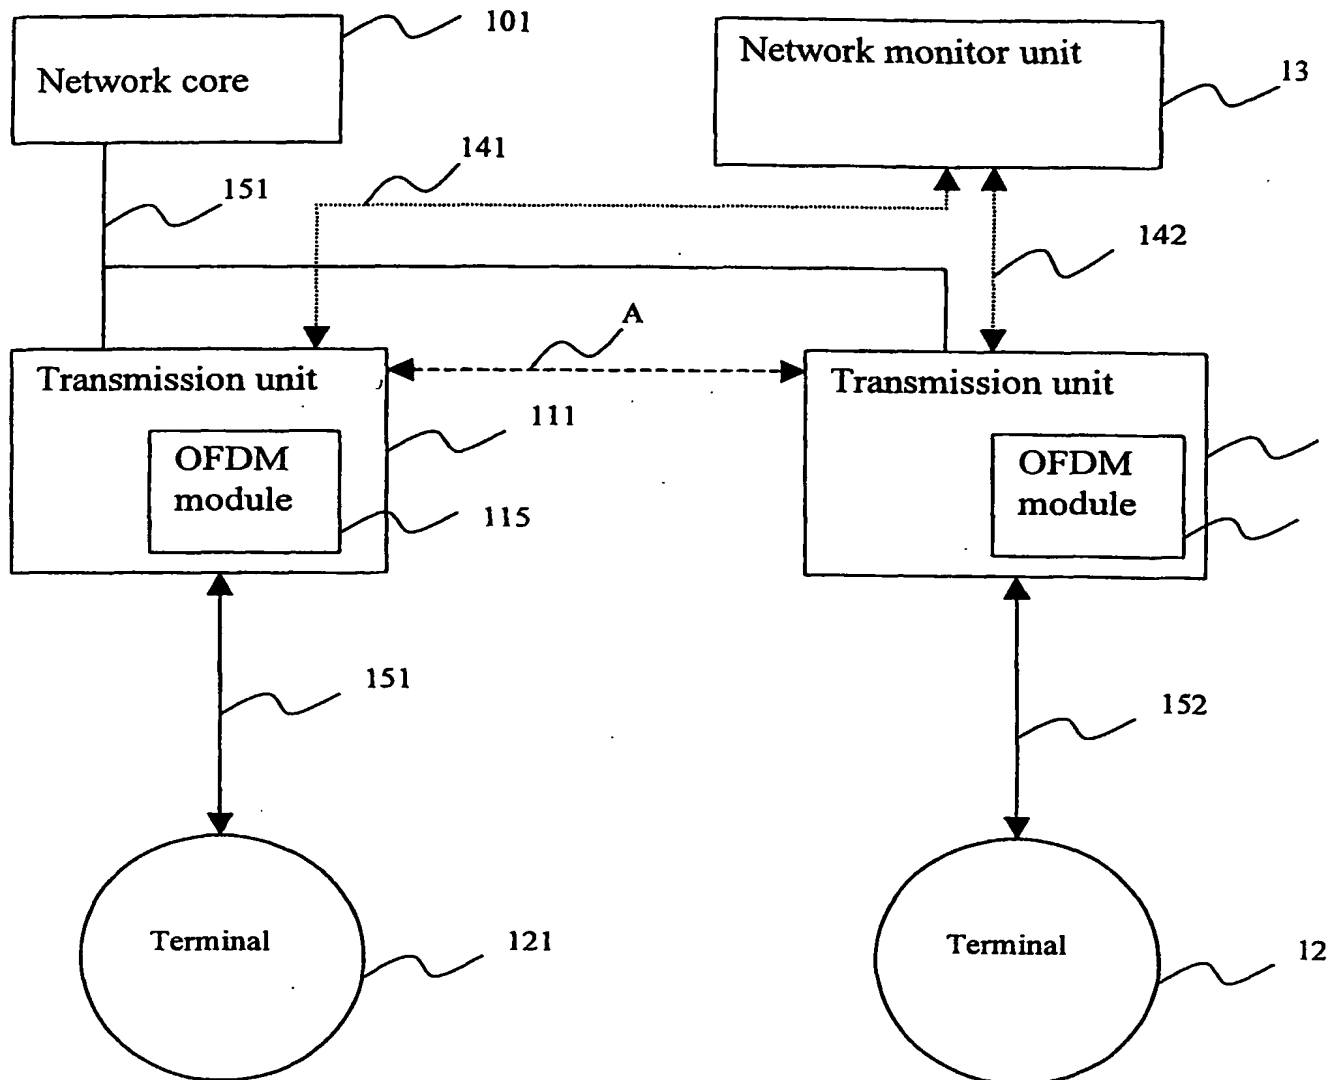 101
Network core
Network monitor unit
13
141
151
142
A
Transmission unit
Transmission unit
111
OFDM
module
OFDM
module
115
151
152
Terminal
121
Terminal
12